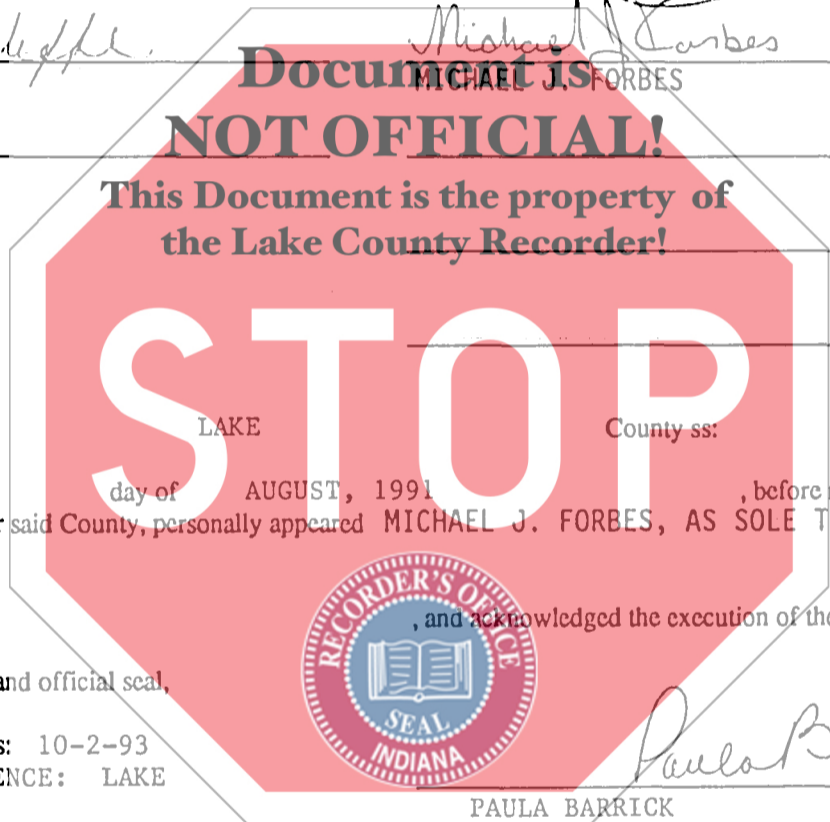 Michael J. Forbes
Document is
MICHAEL J. FORBES
NOT OFFICIAL!
This Document is the property of
the Lake County Recorder!
STOP
LAKE County ss:
day of AUGUST, 1991 , before
said County, personally appeared MICHAEL J. FORBES, AS SOLE T
, and acknowledged the execution of the
RECORDER'S OFFICE
SEAL
INDIANA
and official seal,
s: 10-2-93
ENCE: LAKE
Paula B
PAULA BARRICK